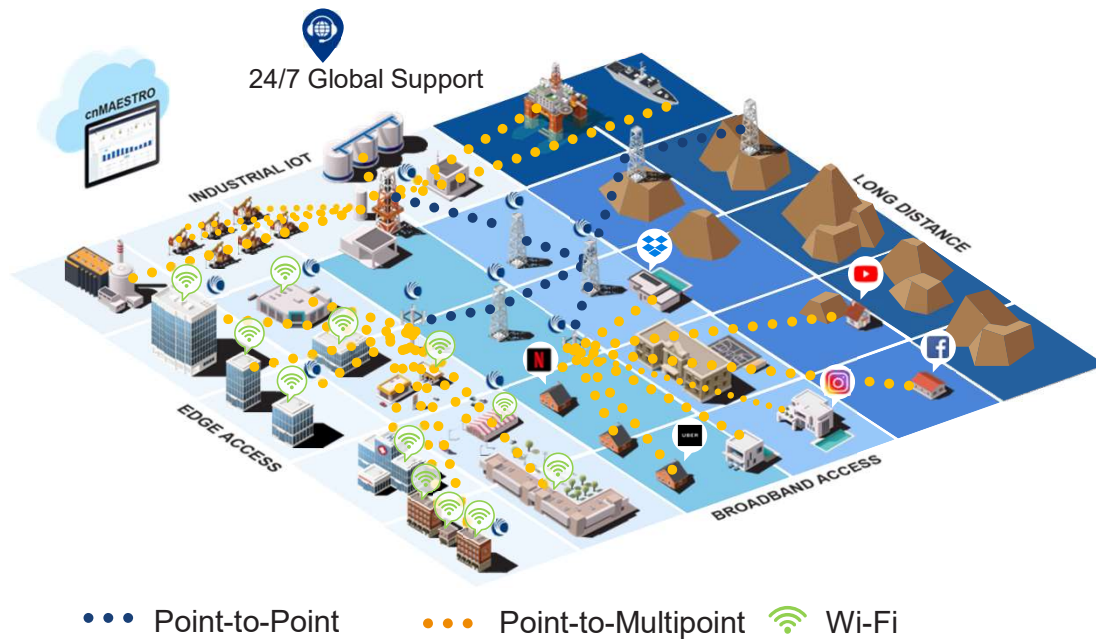 24/7 Global Support
cnMAESTRO
INDUSTRIAL IOT
LONG DISTANCE
N
f
UBER
EDGE ACCESS
BROADBAND ACCESS
Point-to-Point
Point-to-Multipoint
Wi-Fi